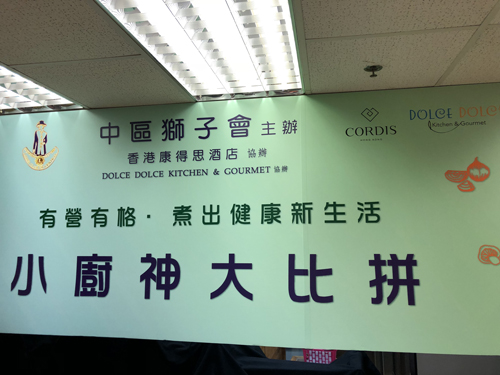 中區獅子會主辦
香港康得思酒店 協辦
DOLCE DOLCE KITCHEN & GOURMET 協辦
CORDIS
DOLCE DOLC
Kitchen & Gourmet
有營有格·煮出健康新生活
小廚神大比拼